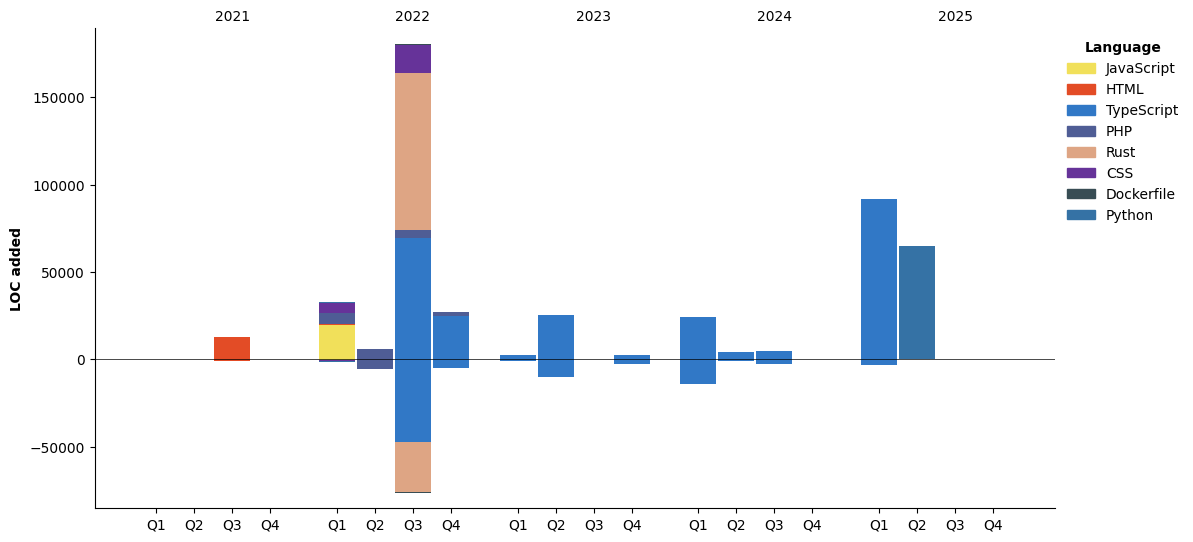 2021 2022 2023 2024 2025
LOC added
150000
100000
50000
0
−50000
Q1 Q2 Q3 Q4 Q1 Q2 Q3 Q4 Q1 Q2 Q3 Q4 Q1 Q2 Q3 Q4 Q1 Q2 Q3 Q4
Language
JavaScript
HTML
TypeScript
PHP
Rust
CSS
Dockerfile
Python